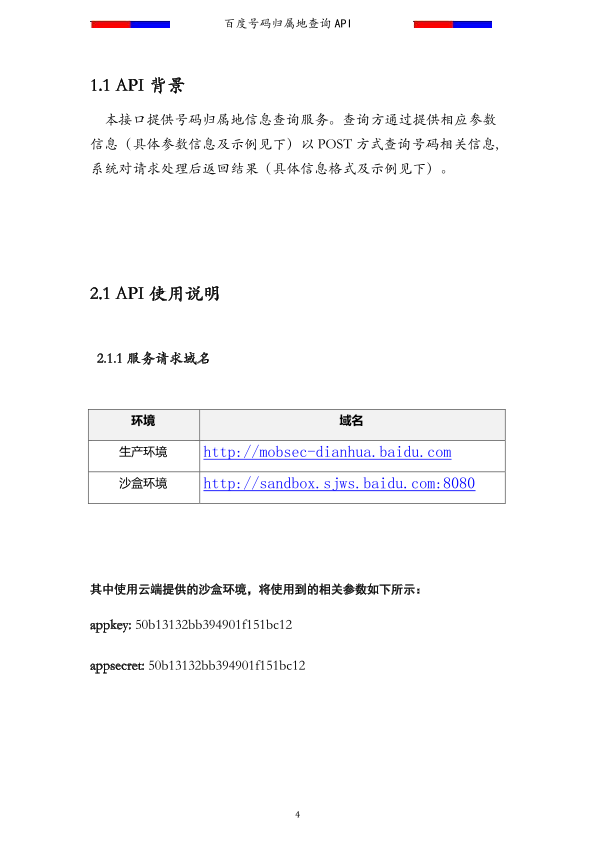 百度号码归属地查询 API
1.1 API 背景
本接口提供号码归属地信息查询服务。查询方通过提供相应参数
信息（具体参数信息及示例见下）以 POST 方式查询号码相关信息,
系统对请求处理后返回结果（具体信息格式及示例见下）。
2.1 API 使用说明
2.1.1 服务请求域名
环境 域名
生产环境 http://mobsec-dianhua.baidu.com
沙盒环境 http://sandbox.sjws.baidu.com:8080
其中使用云端提供的沙盒环境，将使用到的相关参数如下所示：
appkey: 50b13132bb394901f151bc12
appsecret: 50b13132bb394901f151bc12
4